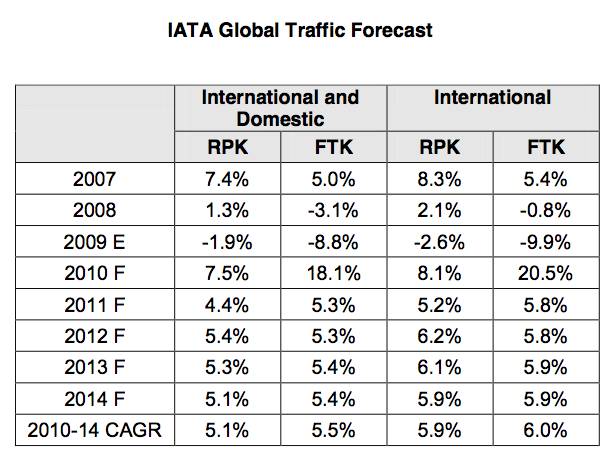 IATA Global Traffic Forecast
International and Domestic International
RPK FTK RPK FTK
2007 7.4% 5.0% 8.3% 5.4%
2008 1.3% -3.1% 2.1% -0.8%
2009 E -1.9% -8.8% -2.6% -9.9%
2010 F 7.5% 18.1% 8.1% 20.5%
2011 F 4.4% 5.3% 5.2% 5.8%
2012 F 5.4% 5.3% 6.2% 5.8%
2013 F 5.3% 5.4% 6.1% 5.9%
2014 F 5.1% 5.4% 5.9% 5.9%
2010-14 CAGR 5.1% 5.5% 5.9% 6.0%